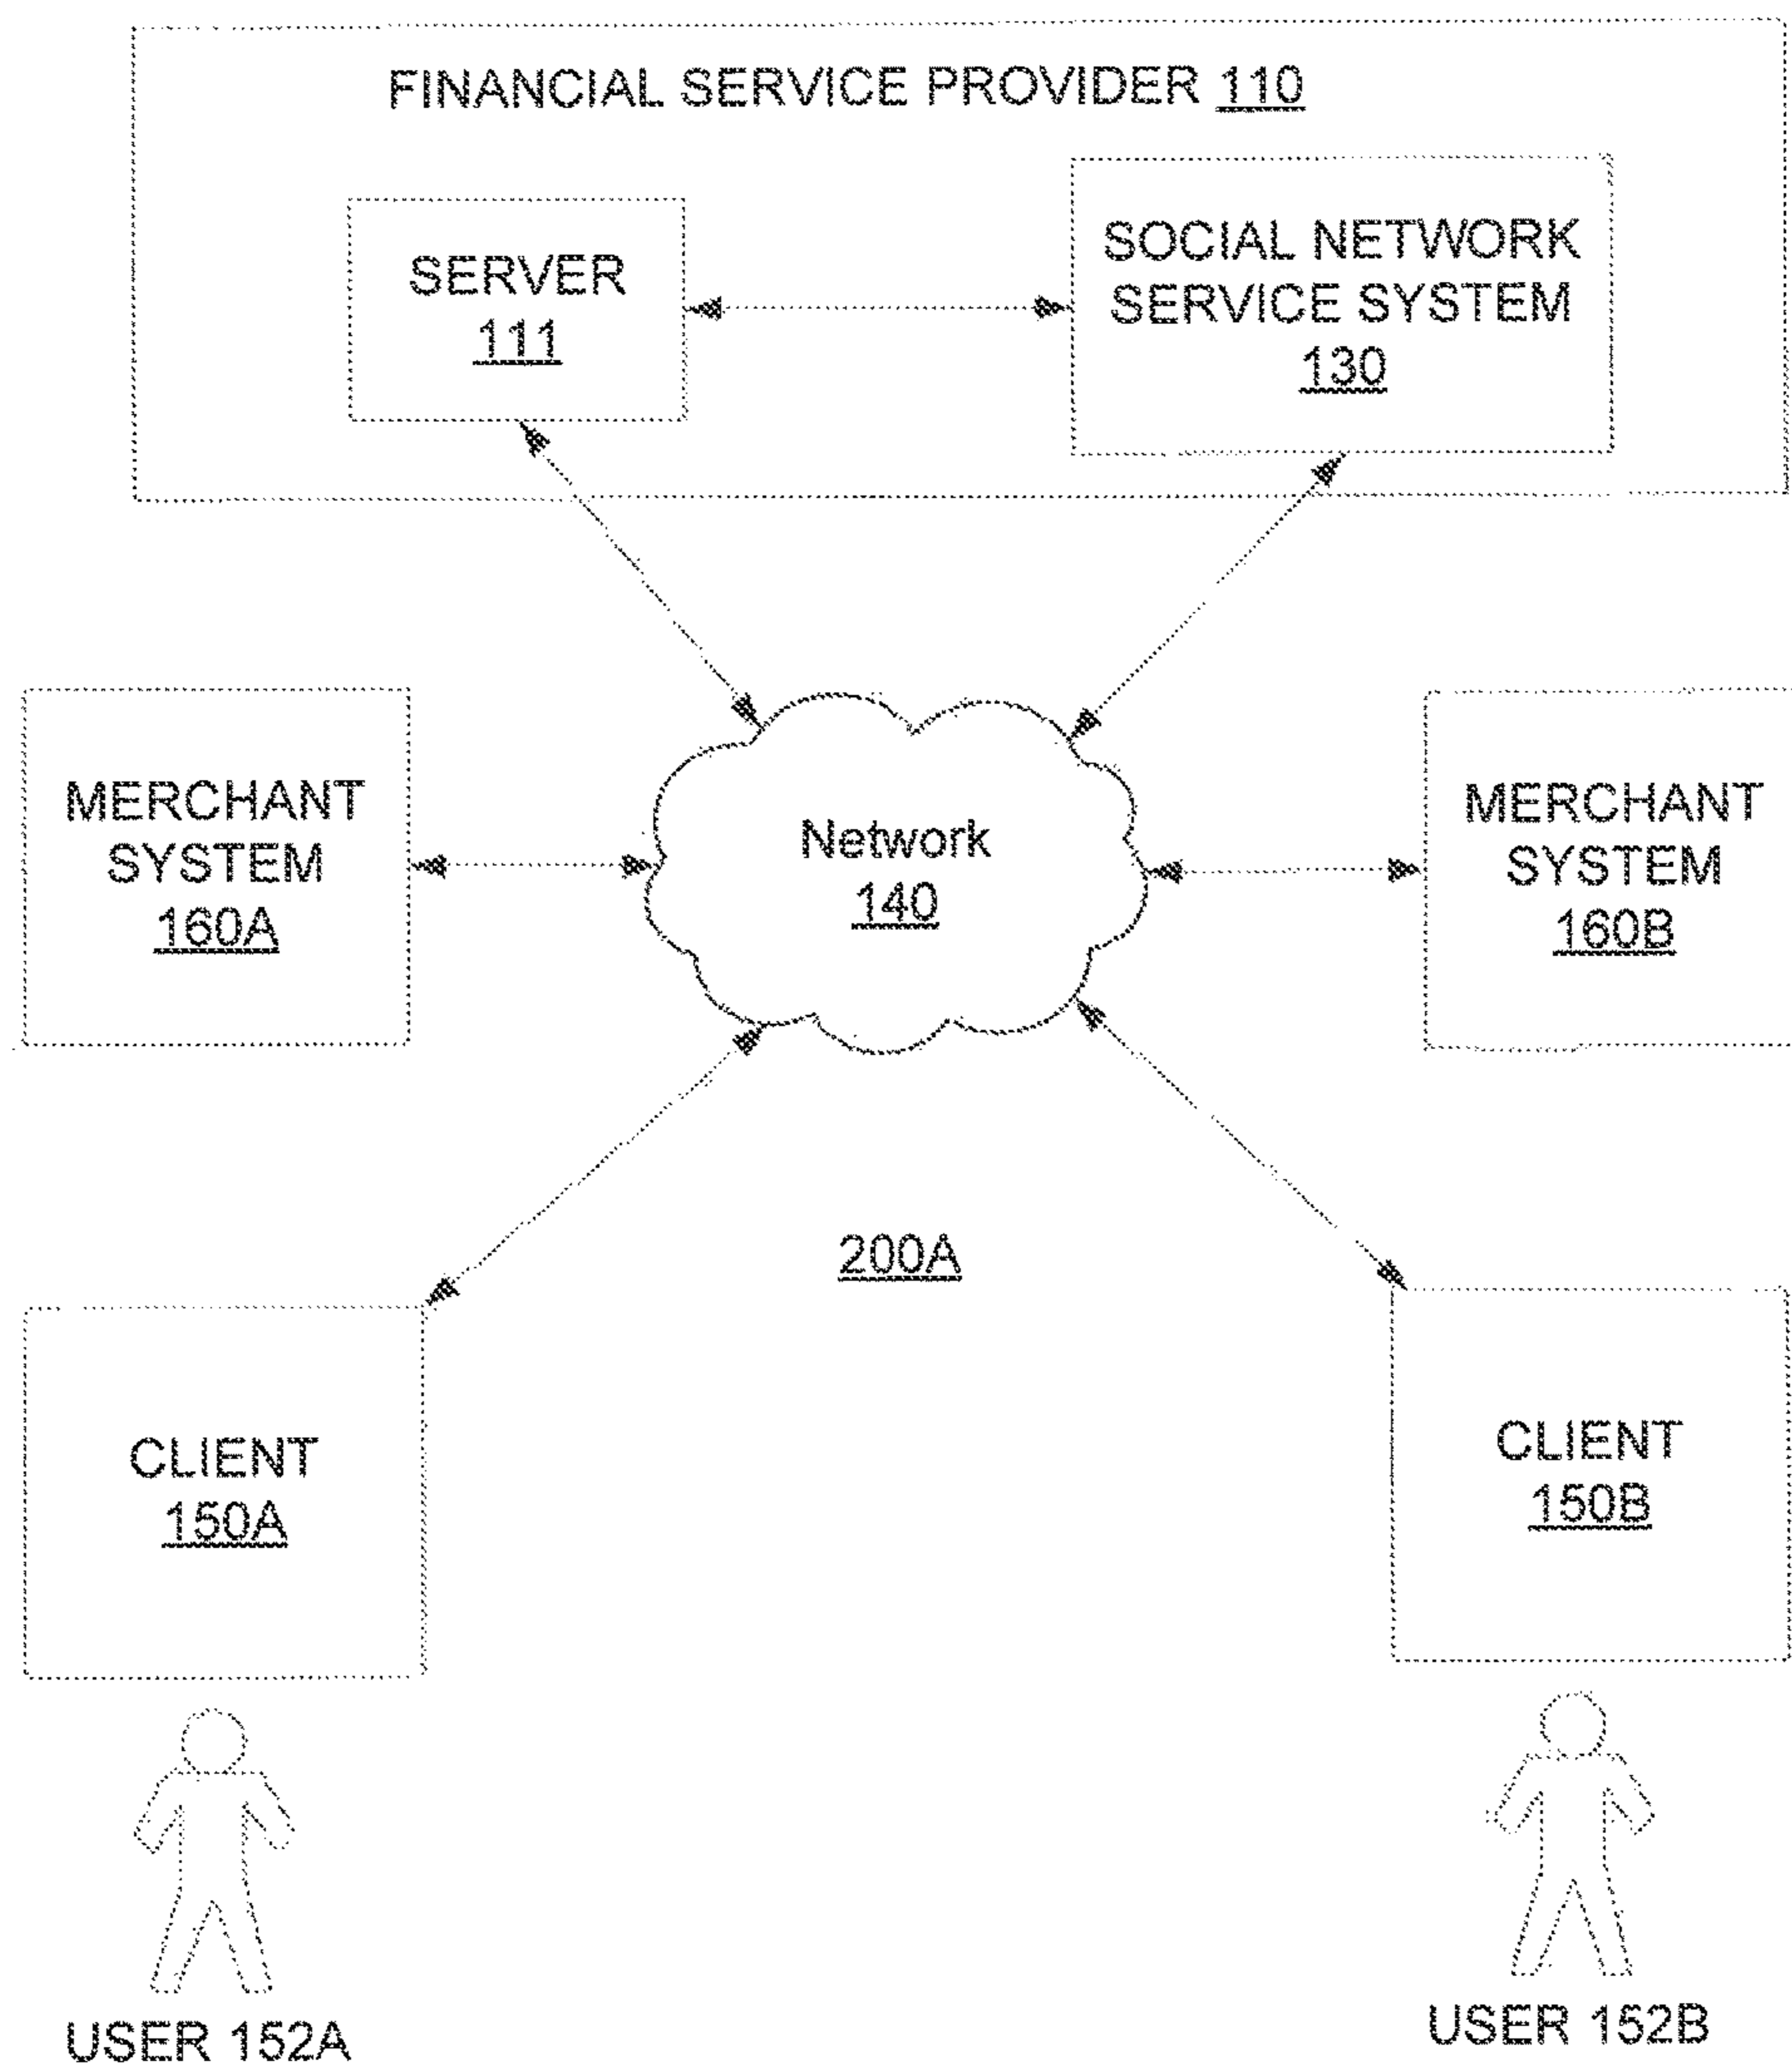 FINANCIAL SERVICE PROVIDER 110
SERVER
111
SOCIAL NETWORK
SERVICE SYSTEM
130
MERCHANT
SYSTEM
160A
Network
140
MERCHANT
SYSTEM
160B
200A
CLIENT
150A
CLIENT
150B
USER 152A
USER 152B